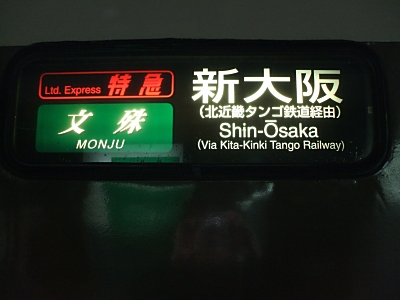 Ltd. Express 特急
文殊
MONJU
新大阪
(北近畿タンゴ鉄道経由)
Shin-Ōsaka
(Via Kita-Kinki Tango Railway)